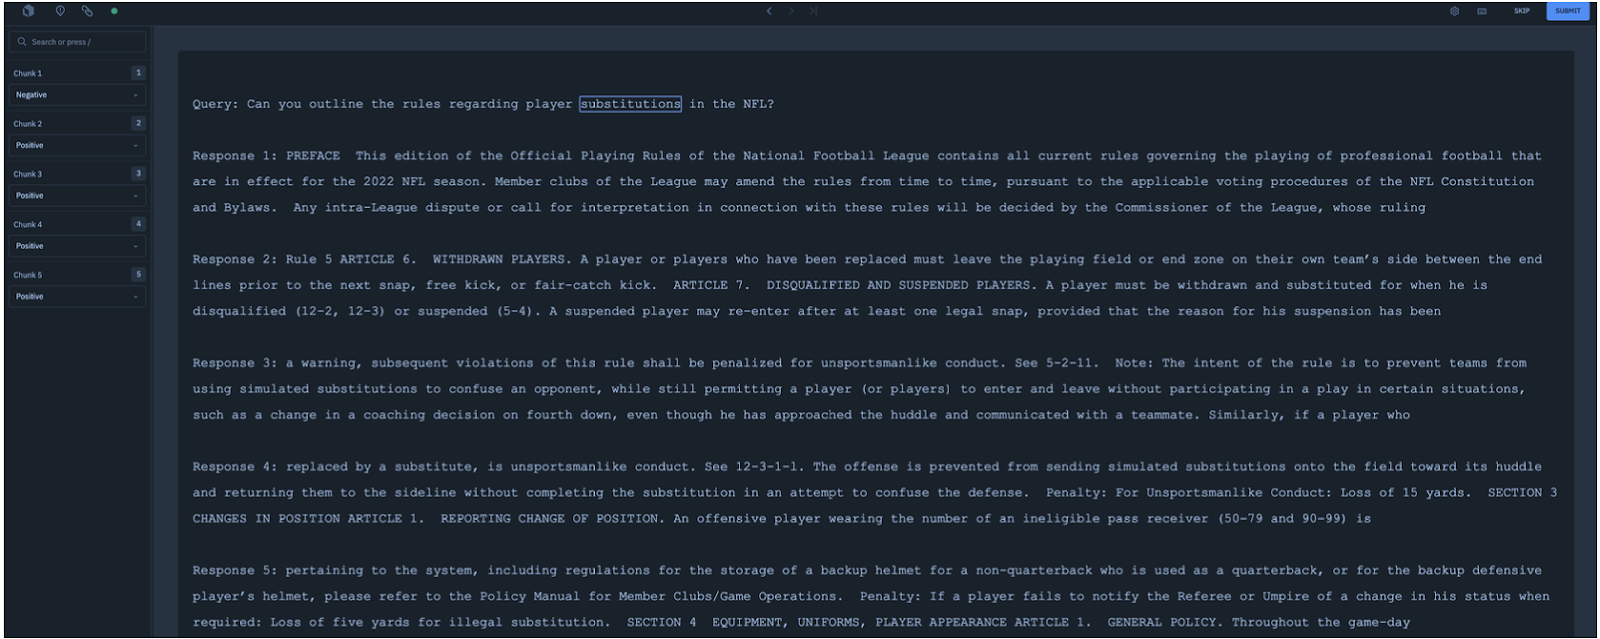 SKIP
SUBMIT
Search or press /
Chunk 1
1
Negative
Chunk 2
2
Positive
Chunk 3
3
Positive
Chunk 4
4
Positive
Chunk 5
5
Positive
Query: Can you outline the rules regarding player substitutions in the NFL?
Response 1: PREFACE  This edition of the Official Playing Rules of the National Football League contains all current rules governing the playing of professional football that
are in effect for the 2022 NFL season. Member clubs of the League may amend the rules from time to time, pursuant to the applicable voting procedures of the NFL Constitution
and Bylaws.  Any intra-League dispute or call for interpretation in connection with these rules will be decided by the Commissioner of the League, whose ruling
Response 2: Rule 5 ARTICLE 6.  WITHDRAWN PLAYERS. A player or players who have been replaced must leave the playing field or end zone on their own team's side between the end
lines prior to the next snap, free kick, or fair-catch kick.  ARTICLE 7.  DISQUALIFIED AND SUSPENDED PLAYERS. A player must be withdrawn and substituted for when he is
disqualified (12-2, 12-3) or suspended (5-4). A suspended player may re-enter after at least one legal snap, provided that the reason for his suspension has been
Response 3: a warning, subsequent violations of this rule shall be penalized for unsportsmanlike conduct. See 5-2-11.  Note: The intent of the rule is to prevent teams from
using simulated substitutions to confuse an opponent, while still permitting a player (or players) to enter and leave without participating in a play in certain situations,
such as a change in a coaching decision on fourth down, even though he has approached the huddle and communicated with a teammate. Similarly, if a player who
Response 4: replaced by a substitute, is unsportsmanlike conduct. See 12-3-1-l. The offense is prevented from sending simulated substitutions onto the field toward its huddle
and returning them to the sideline without completing the substitution in an attempt to confuse the defense.  Penalty: For Unsportsmanlike Conduct: Loss of 15 yards.  SECTION 3
CHANGES IN POSITION ARTICLE 1.  REPORTING CHANGE OF POSITION. An offensive player wearing the number of an ineligible pass receiver (50-79 and 90-99) is
Response 5: pertaining to the system, including regulations for the storage of a backup helmet for a non-quarterback who is used as a quarterback, or for the backup defensive
player's helmet, please refer to the Policy Manual for Member Clubs/Game Operations.  Penalty: If a player fails to notify the Referee or Umpire of a change in his status when
required: Loss of five yards for illegal substitution.  SECTION 4  EQUIPMENT, UNIFORMS, PLAYER APPEARANCE ARTICLE 1.  GENERAL POLICY. Throughout the game-day